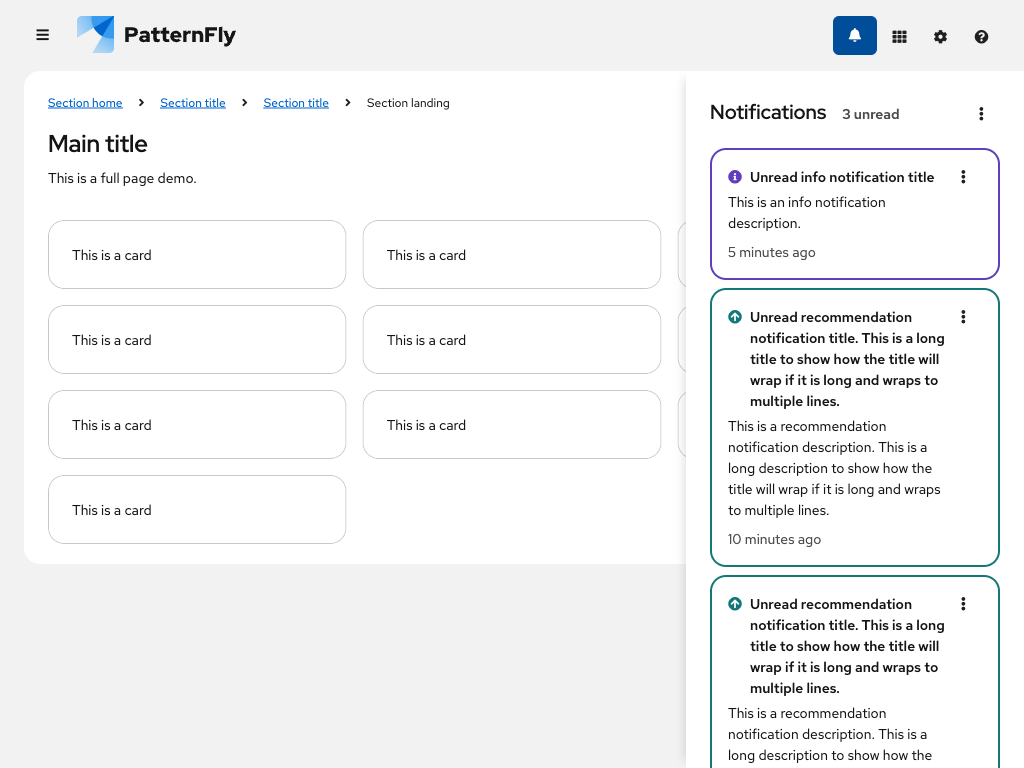 PatternFly
Section home
Section title
Section title
Section landing
Main title
This is a full page demo.
This is a card
This is a card
This is a card
This is a card
This is a card
This is a card
This is a card
Notifications
3 unread
Unread info notification title
This is an info notification
description.
5 minutes ago
Unread recommendation
notification title. This is a long
title to show how the title will
wrap if it is long and wraps to
multiple lines.
This is a recommendation
notification description. This is a
long description to show how the
title will wrap if it is long and wraps
to multiple lines.
10 minutes ago
Unread recommendation
notification title. This is a long
title to show how the title will
wrap if it is long and wraps to
multiple lines.
This is a recommendation
notification description. This is a
long description to show how the